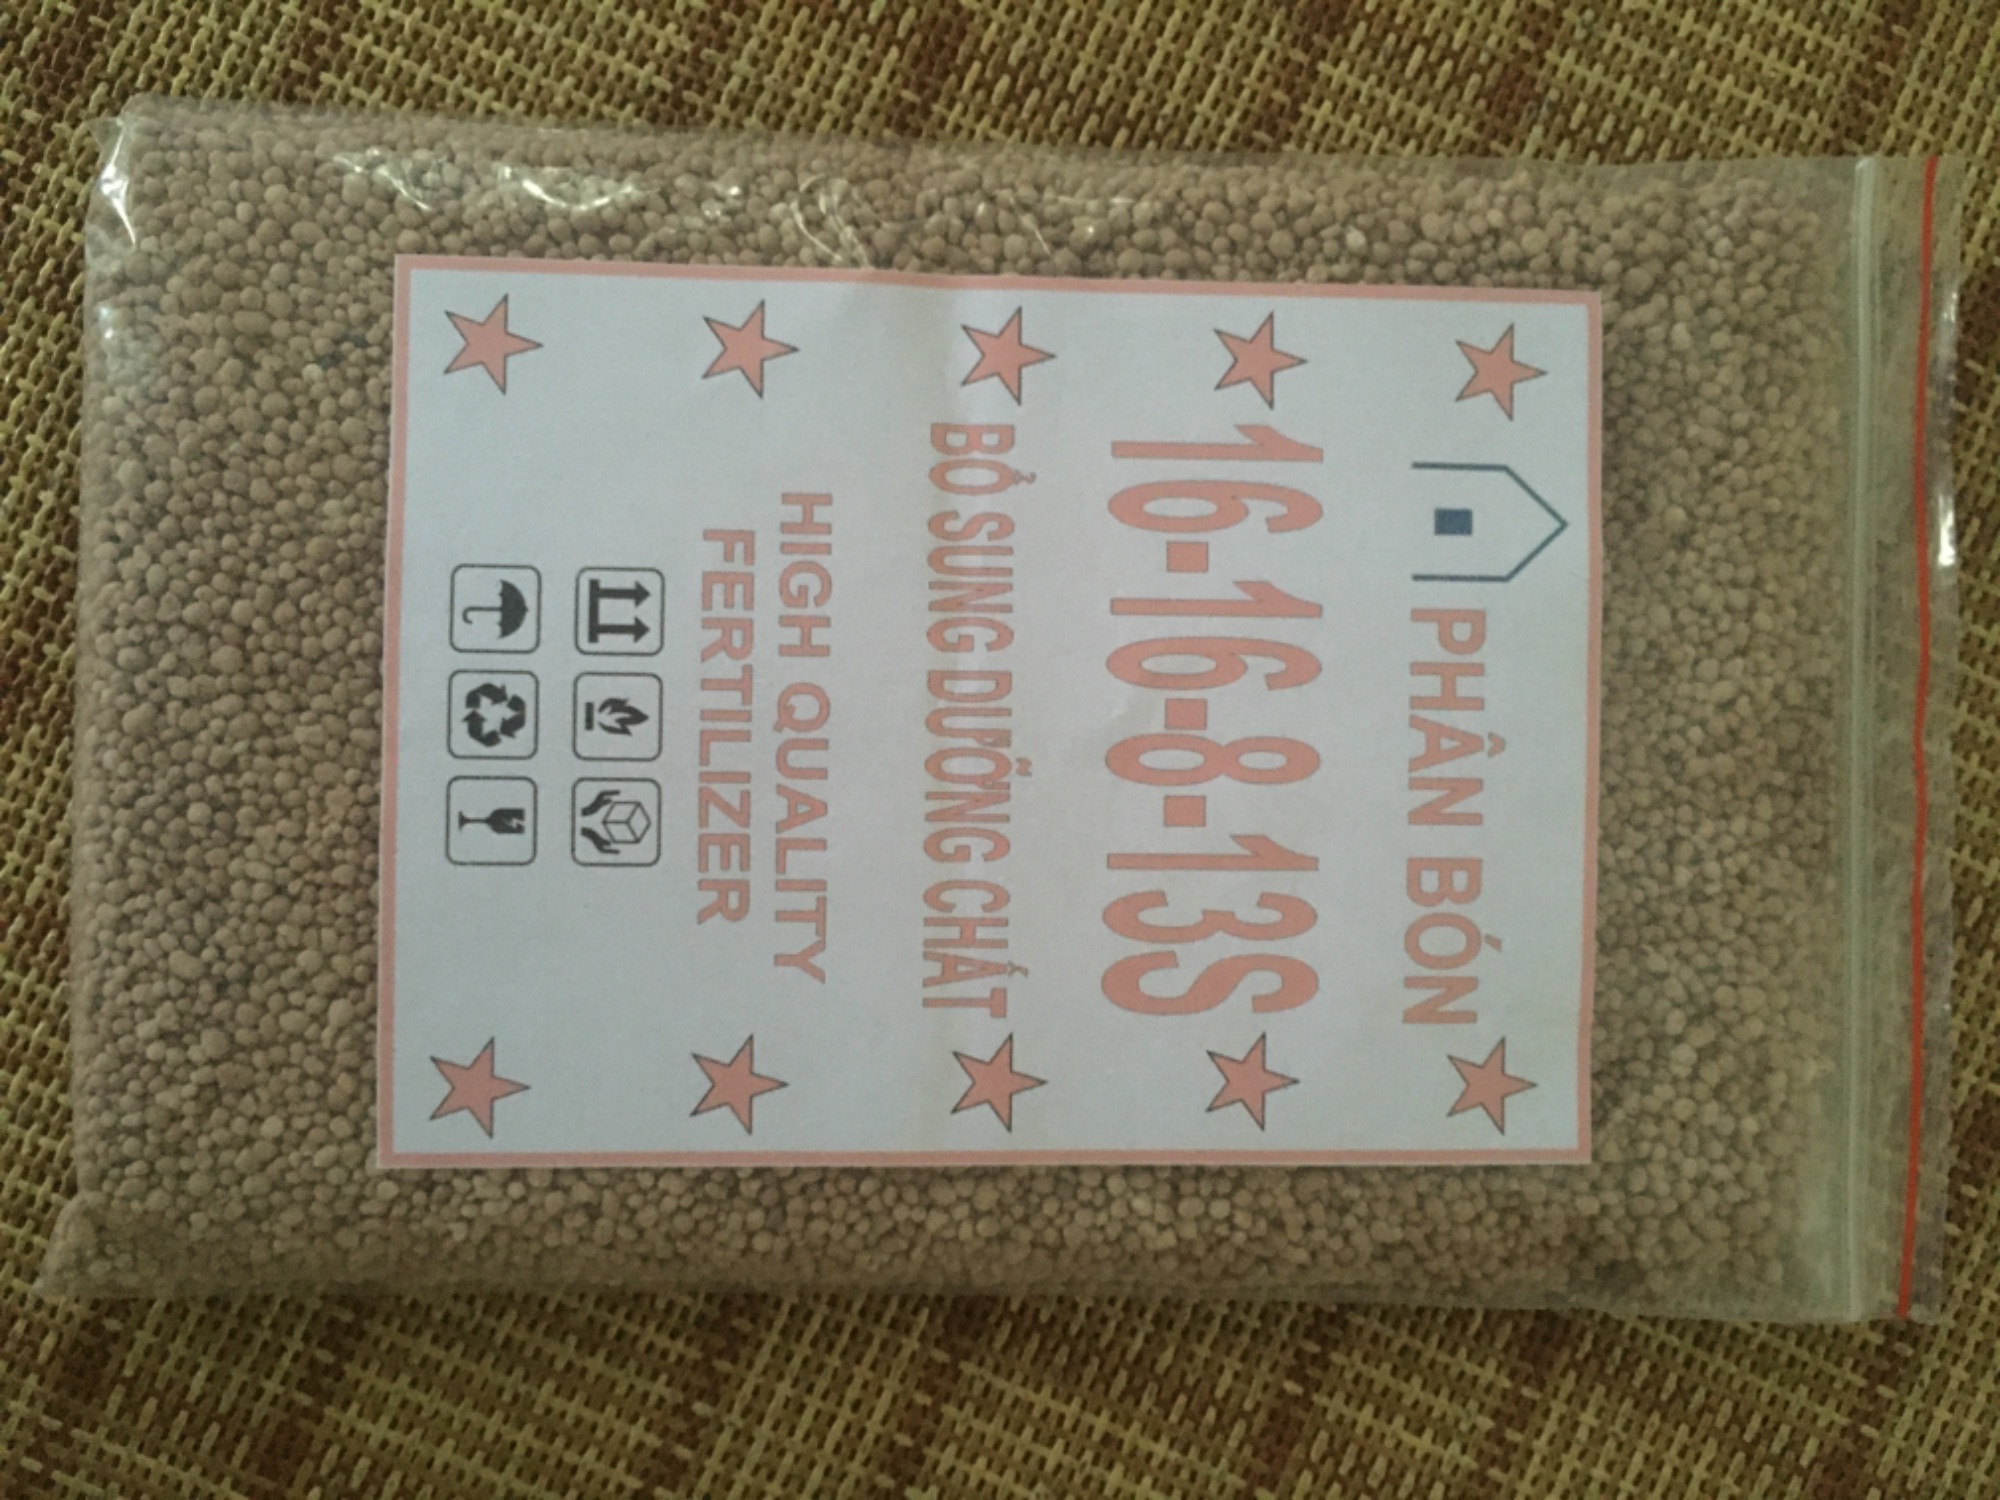 PHÂN BÓN
16-16-8-13S
BỔ SUNG DƯỠNG CHẤT
HIGH QUALITY
FERTILIZER